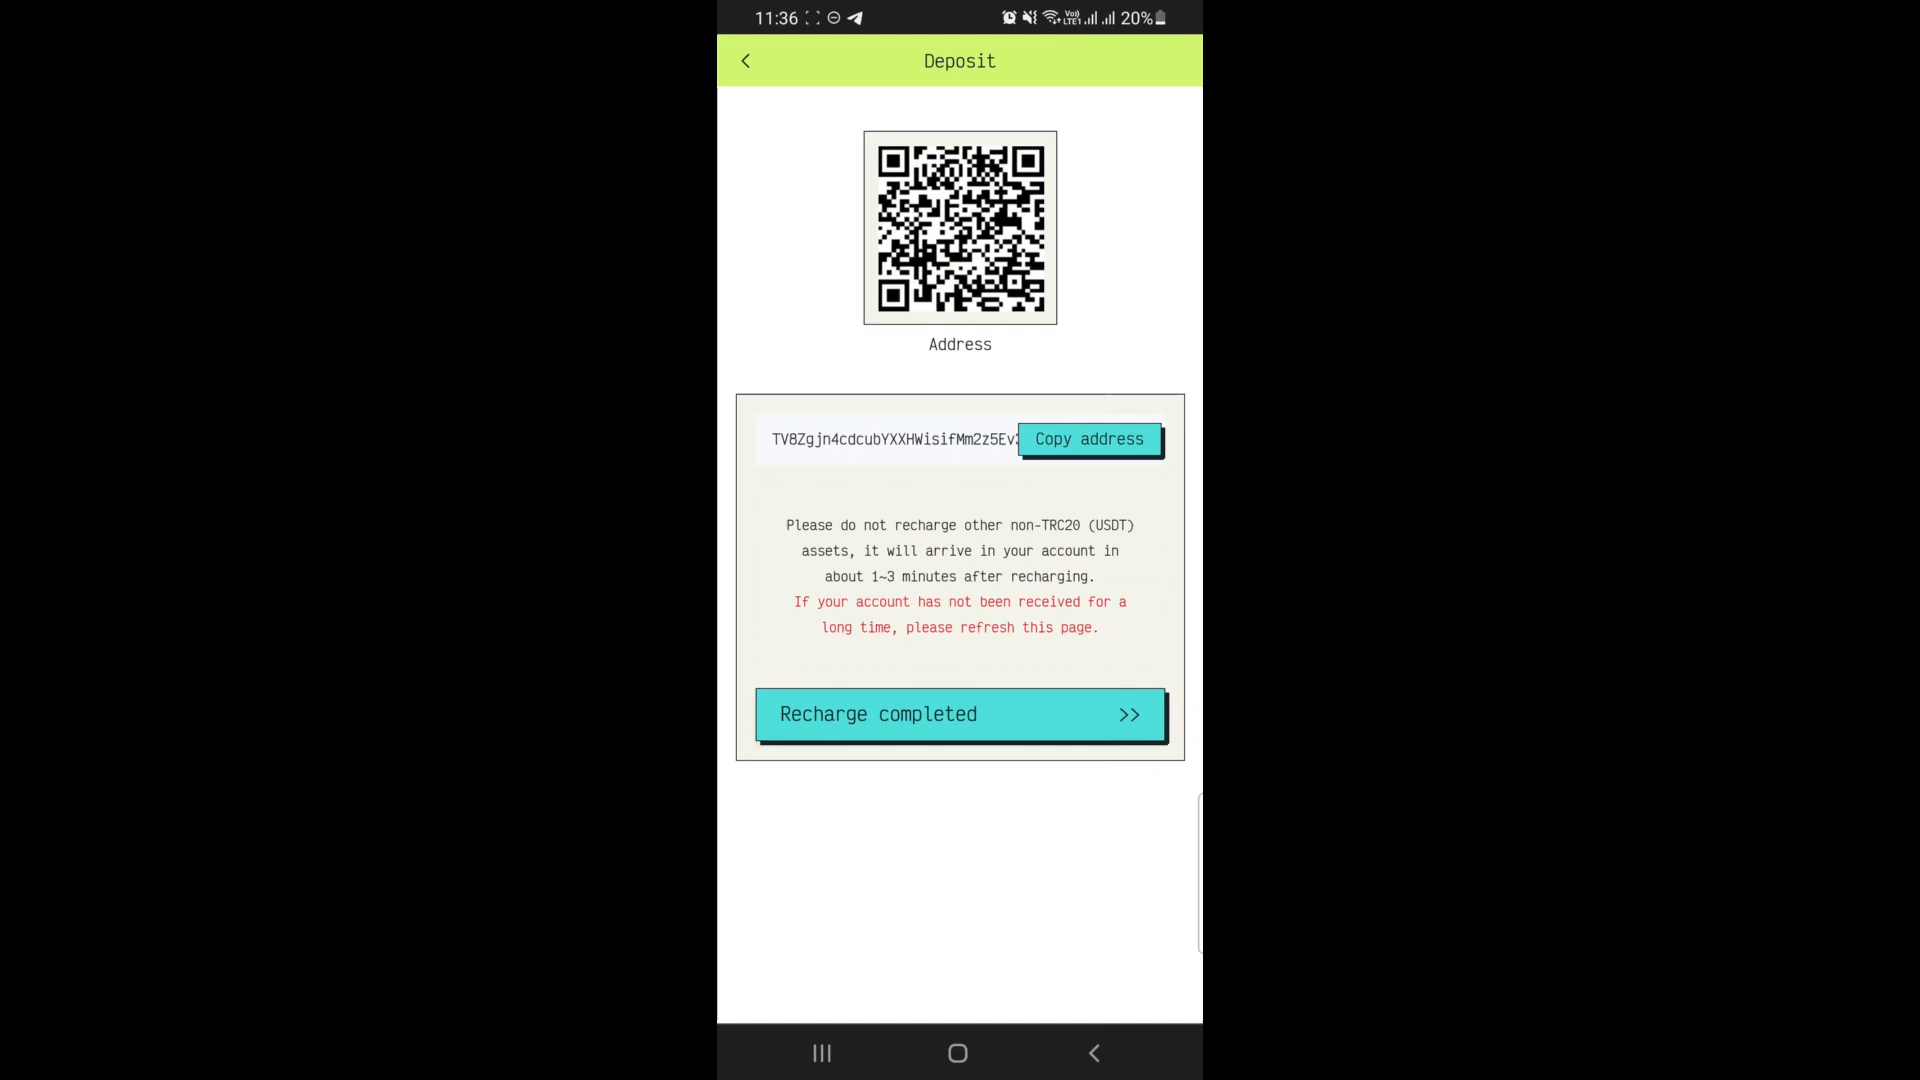 11:36
Vo)) LTE1
20%
Deposit
Address
TV8Zgjn4cdcubYXXHWisifMm2z5Ev
Copy address
Please do not recharge other non-TRC20 (USDT)
assets, it will arrive in your account in
about 1~3 minutes after recharging.
If your account has not been received for a
long time, please refresh this page.
Recharge completed >>